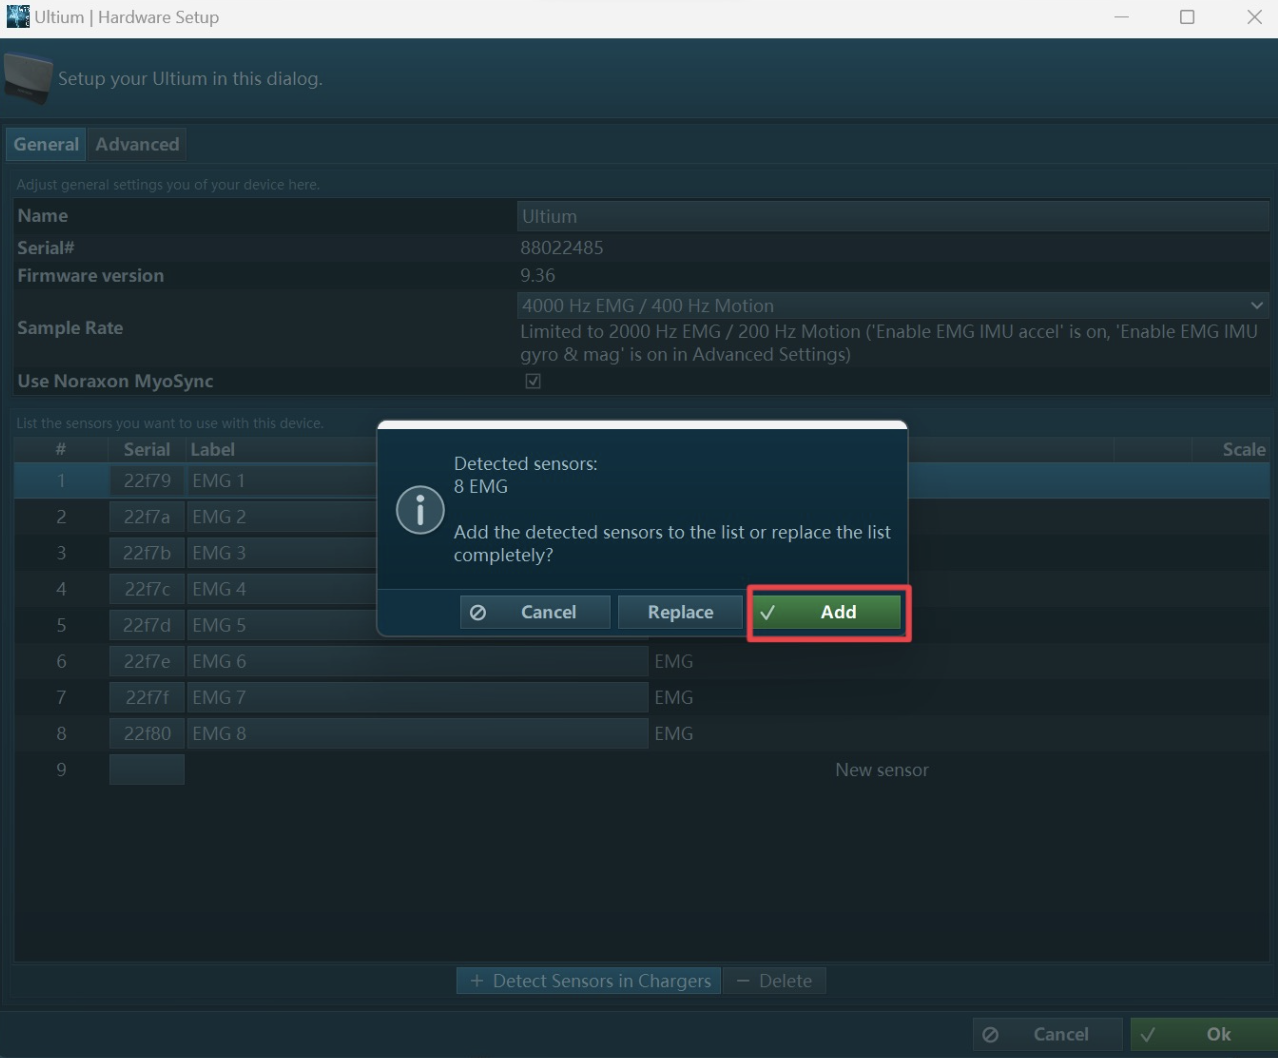 Ultium | Hardware Setup
Setup your Ultium in this dialog.
General Advanced
Adjust general settings you of your device here.
Name Ultium
Serial# 88022485
Firmware version 9.36
Sample Rate 4000 Hz EMG / 400 Hz Motion
Limited to 2000 Hz EMG / 200 Hz Motion ('Enable EMG IMU accel' is on, 'Enable EMG IMU
gyro & mag' is on in Advanced Settings)
Use Noraxon MyoSync
List the sensors you want to use with this device.
# Serial Label Scale
1 22f79 EMG 1
2 22f7a EMG 2
3 22f7b EMG 3
4 22f7c EMG 4
5 22f7d EMG 5
6 22f7e EMG 6 EMG
7 22f7f EMG 7 EMG
8 22f80 EMG 8 EMG
9 New sensor
Detected sensors:
8 EMG
Add the detected sensors to the list or replace the list
completely?
Cancel Replace Add
+ Detect Sensors in Chargers − Delete
Cancel Ok